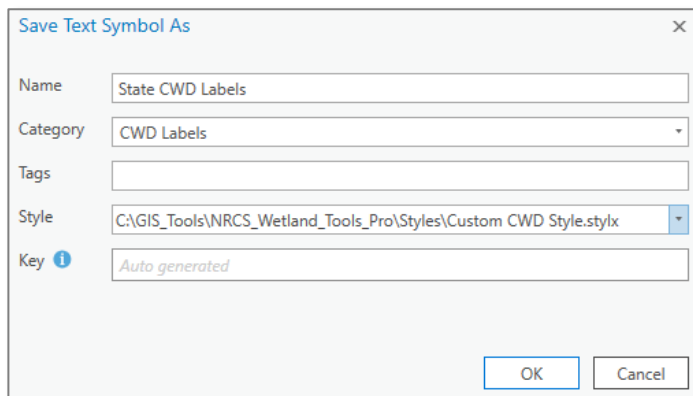 Save Text Symbol As
Name State CWD Labels
Category CWD Labels
Tags
Style C:\GIS_Tools\NRCS_Wetland_Tools_Pro\Styles\Custom CWD Style.stylx
Key Auto generated
OK Cancel